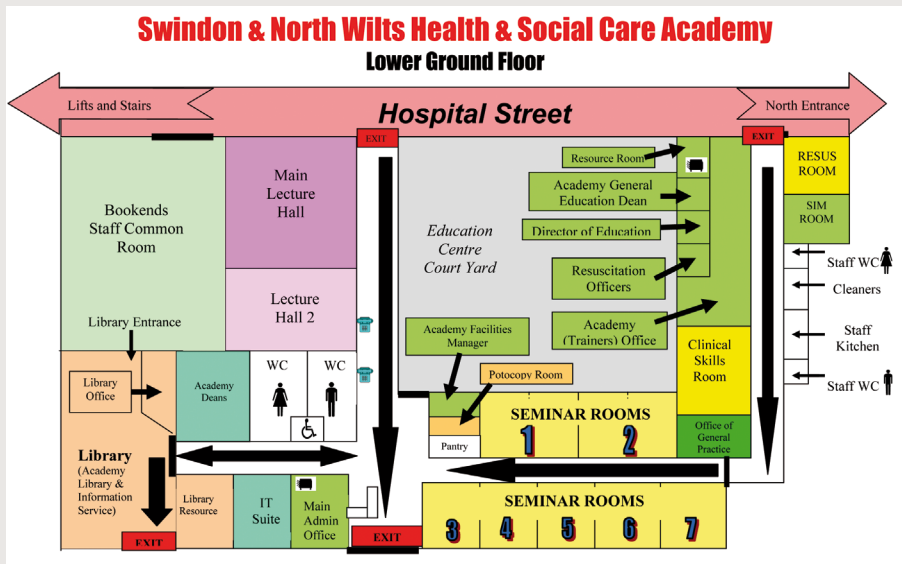 Swindon & North Wilts Health & Social Care Academy
Lower Ground Floor
Lifts and Stairs
Hospital Street
North Entrance
EXIT
EXIT
Bookends
Staff Common
Room
Main
Lecture
Hall
Lecture
Hall 2
Education
Centre
Court Yard
Resource Room
Academy General
Education Dean
Director of Education
Resuscitation
Officers
Academy
(Trainers) Office
RESUS
ROOM
SIM
ROOM
Staff WC
Cleaners
Staff
Kitchen
Staff WC
Library Entrance
Library
Office
Academy
Deans
WC
WC
Academy Facilities
Manager
Potocopy Room
Pantry
Clinical
Skills
Room
Office of
General
Practice
SEMINAR ROOMS
1
2
Library
(Academy
Library &
Information
Service)
Library
Resource
IT
Suite
Main
Admin
Office
EXIT
EXIT
SEMINAR ROOMS
3
4
5
6
7